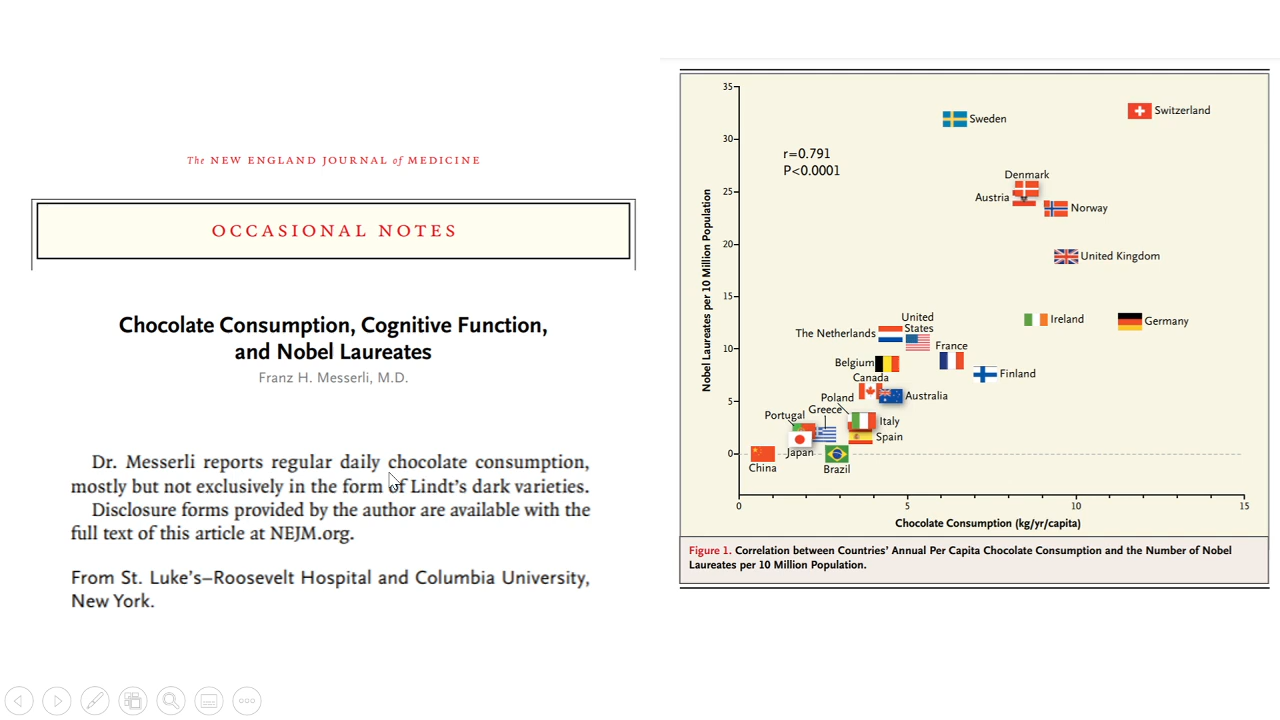 The NEW ENGLAND JOURNAL of MEDICINE
OCCASIONAL NOTES
Chocolate Consumption, Cognitive Function,
and Nobel Laureates
Franz H. Messerli, M.D.
Dr. Messerli reports regular daily chocolate consumption,
mostly but not exclusively in the form of Lindt's dark varieties.
Disclosure forms provided by the author are available with the
full text of this article at NEJM.org.
From St. Luke's–Roosevelt Hospital and Columbia University,
New York.
35
30
25
20
15
10
5
0
Nobel Laureates per 10 Million Population
r=0.791
P<0.0001
Sweden
Switzerland
Denmark
Austria
Norway
United Kingdom
Ireland
Germany
United
States
The Netherlands
France
Belgium
Finland
Canada
Australia
Poland
Greece
Portugal
Italy
Spain
Japan
China
Brazil
0
5
10
15
Chocolate Consumption (kg/yr/capita)
Figure 1. Correlation between Countries' Annual Per Capita Chocolate Consumption and the Number of Nobel
Laureates per 10 Million Population.